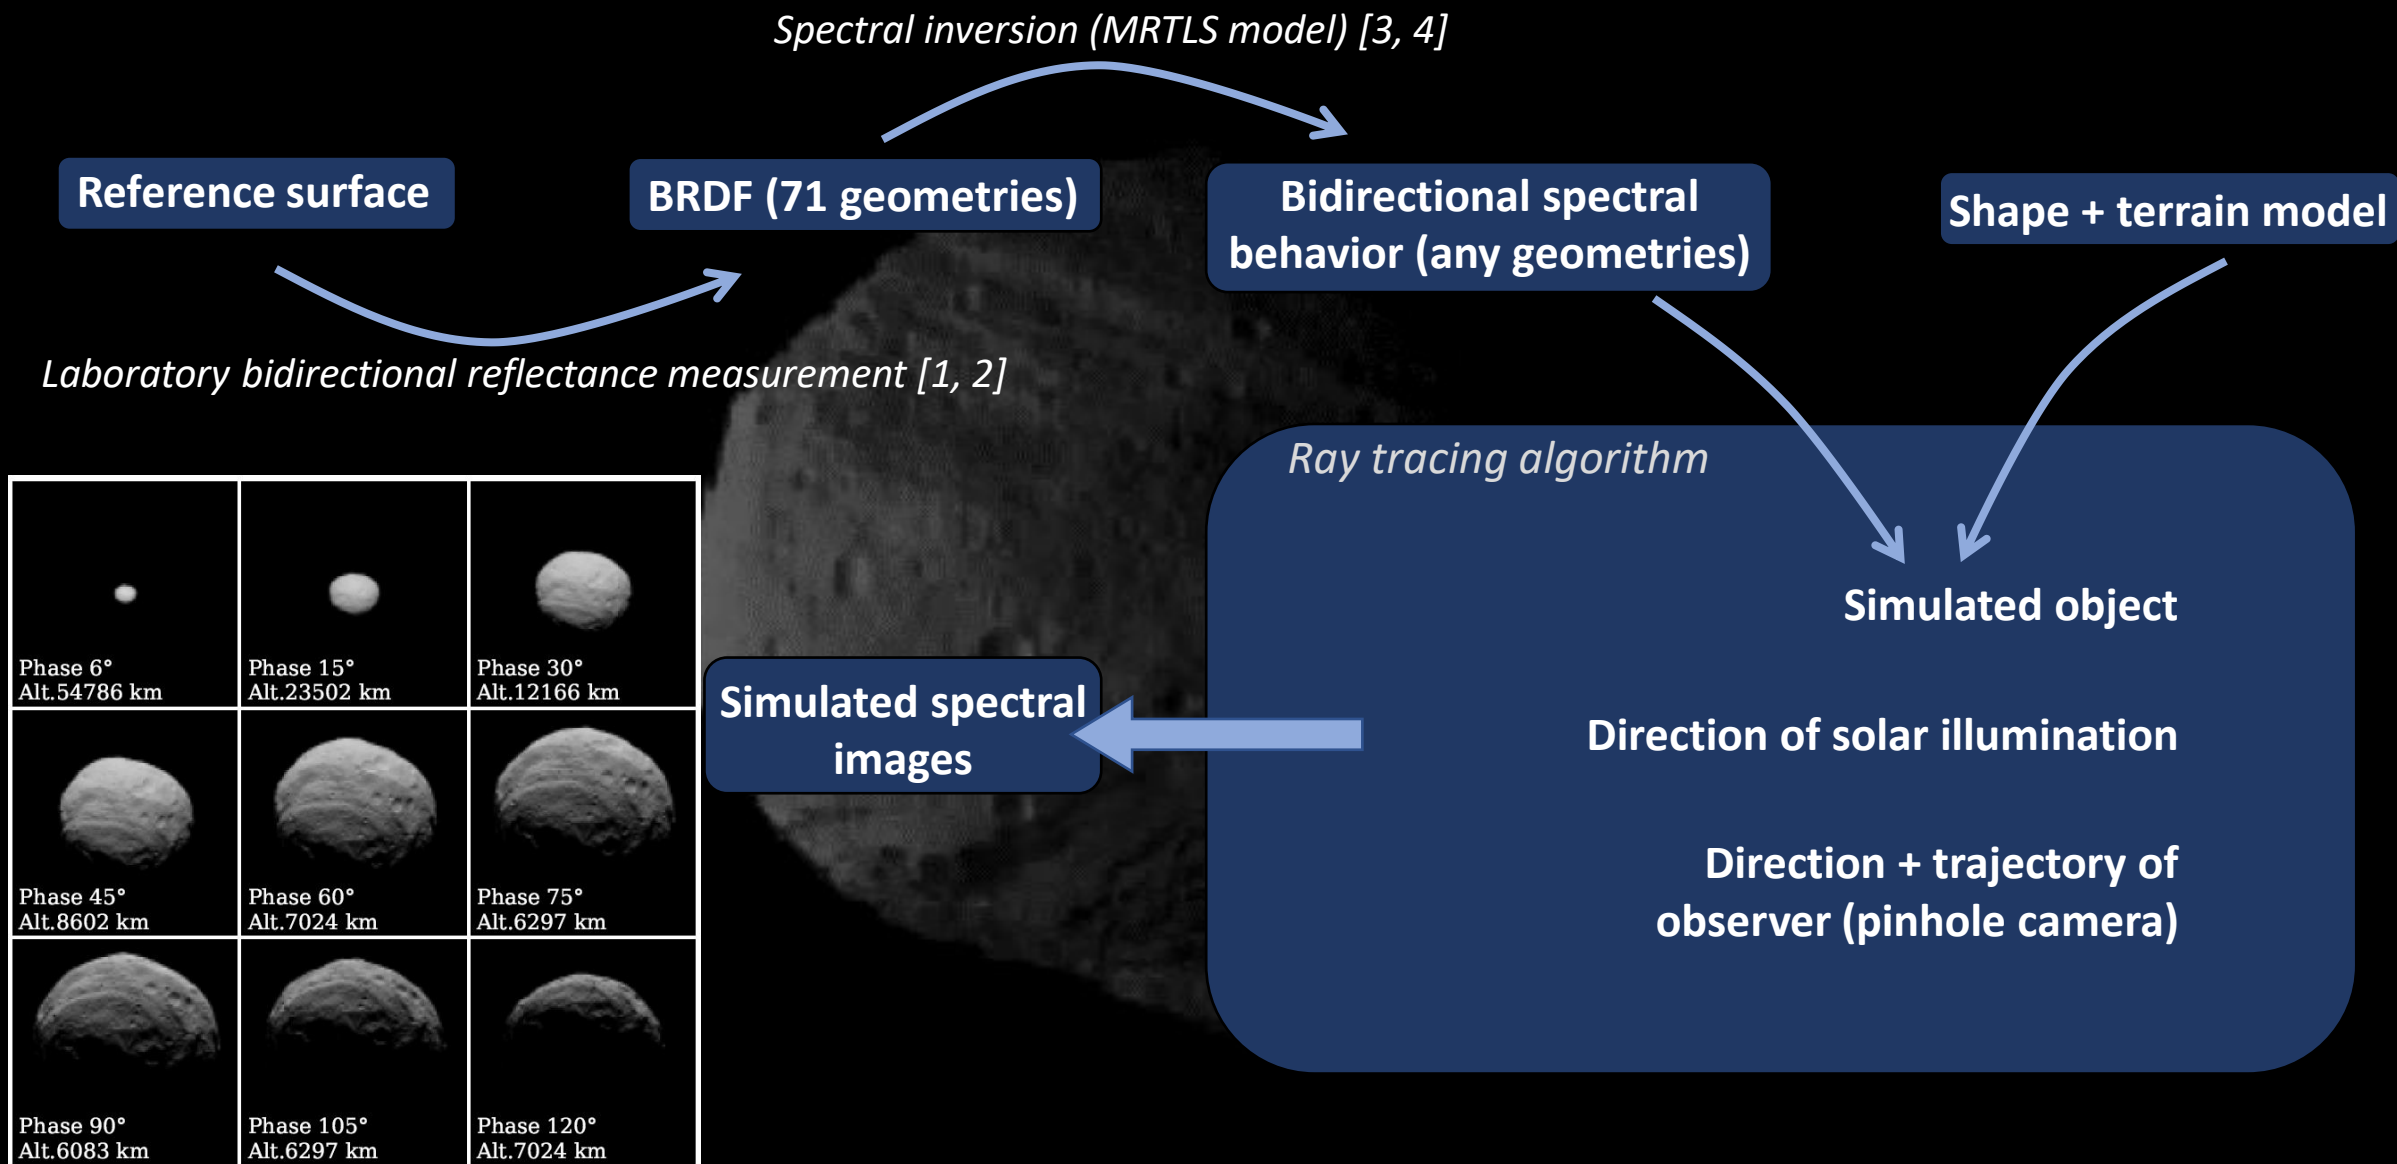 Spectral inversion (MRTLS model) [3, 4]
Reference surface
BRDF (71 geometries)
Bidirectional spectral
behavior (any geometries)
Shape + terrain model
Laboratory bidirectional reflectance measurement [1, 2]
Ray tracing algorithm
Simulated object
Direction of solar illumination
Direction + trajectory of
observer (pinhole camera)
Simulated spectral
images
Phase 6°
Alt.54786 km
Phase 15°
Alt.23502 km
Phase 30°
Alt.12166 km
Phase 45°
Alt.8602 km
Phase 60°
Alt.7024 km
Phase 75°
Alt.6297 km
Phase 90°
Alt.6083 km
Phase 105°
Alt.6297 km
Phase 120°
Alt.7024 km